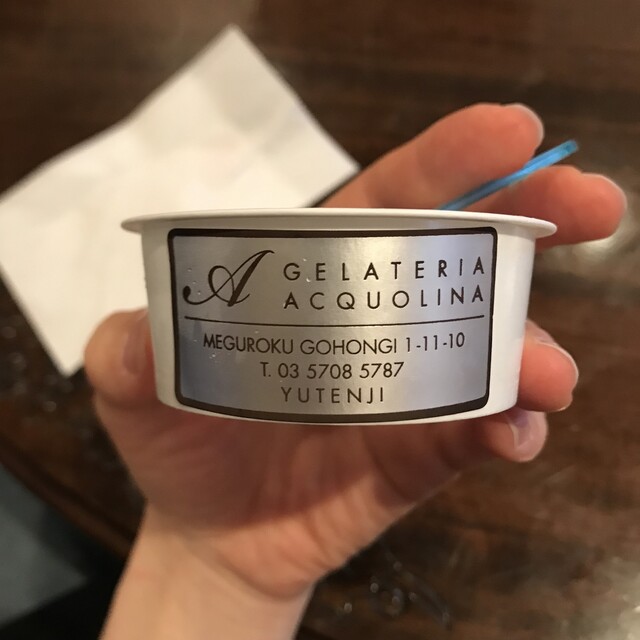 A GELATERIA
ACQUOLINA
MEGUROKU GOHONGI 1-11-10
T. 03 5708 5787
YUTENJI